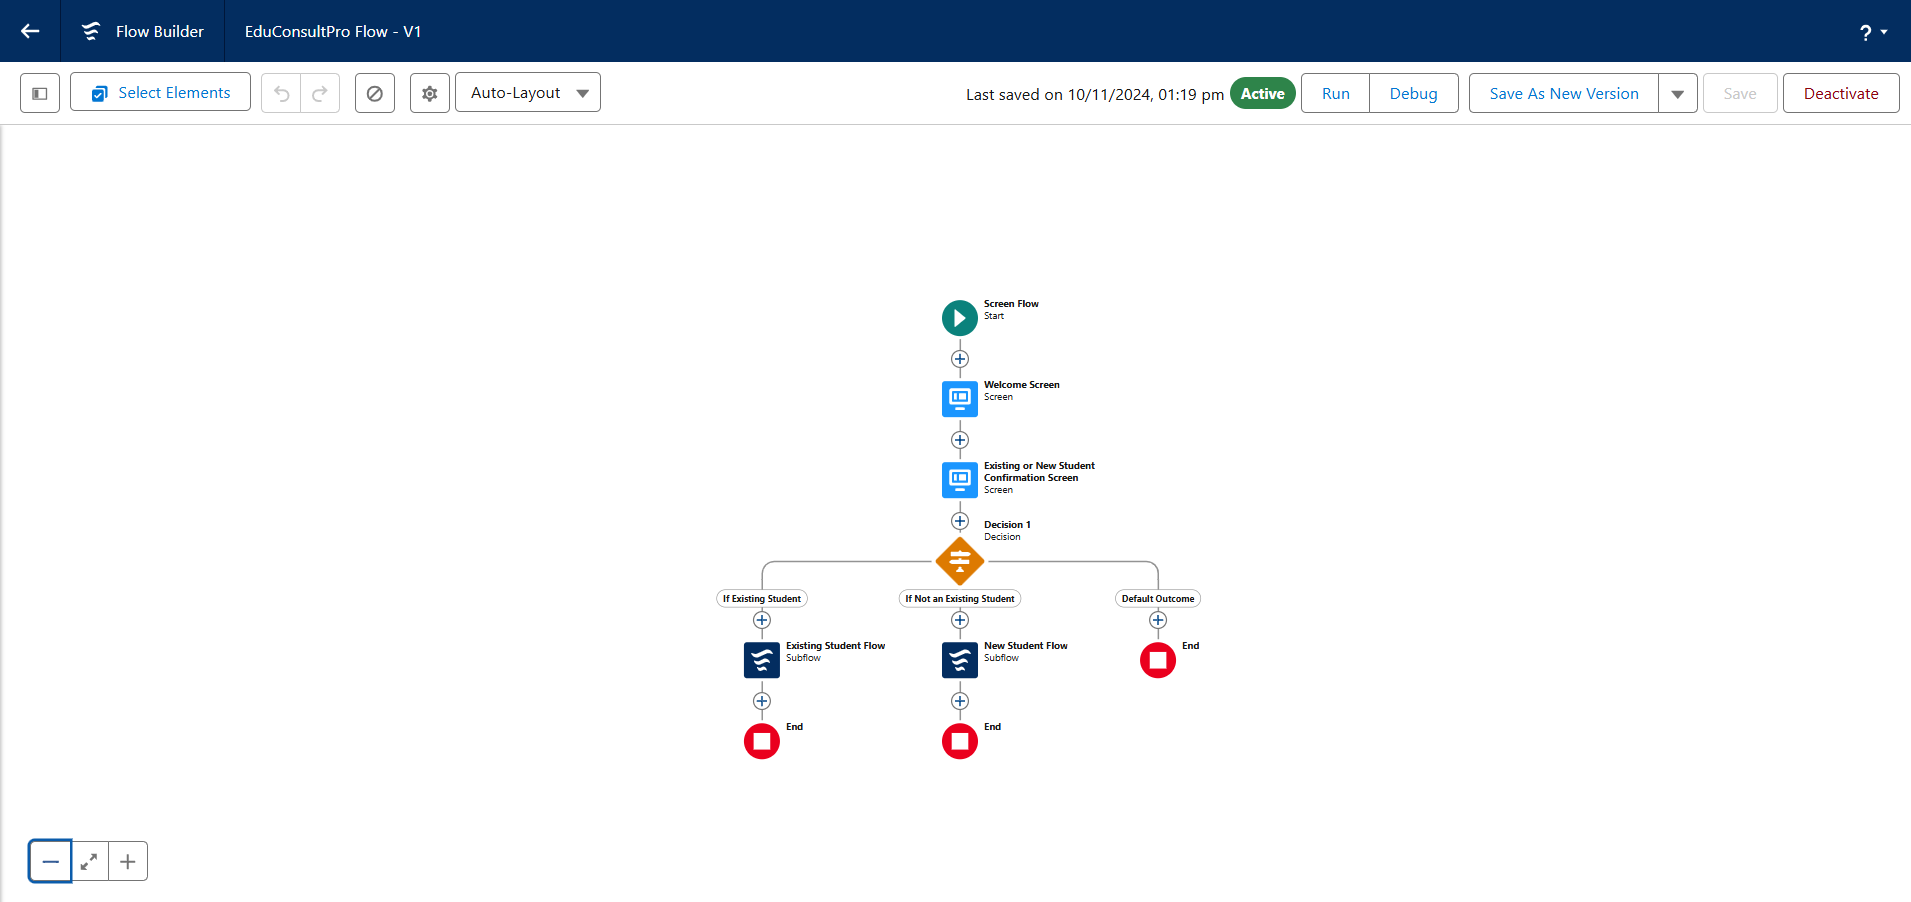 Flow Builder
EduConsultPro Flow - V1
?
Select Elements
Auto-Layout
Last saved on 10/11/2024, 01:19 pm
Active
Run
Debug
Save As New Version
Save
Deactivate
Screen Flow
Start
Welcome Screen
Screen
Existing or New Student
Confirmation Screen
Screen
Decision 1
Decision
If Existing Student
If Not an Existing Student
Default Outcome
Existing Student Flow
Subflow
New Student Flow
Subflow
End
End
End